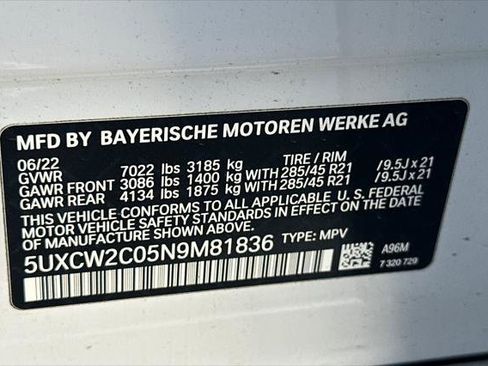 MFD BY BAYERISCHE MOTOREN WERKE AG
06/22 TIRE / RIM
GVWR 7022 lbs 3185 kg
GAWR FRONT 3086 lbs 1400 kg WITH 285/45 R21 /9.5J x 21
GAWR REAR 4134 lbs 1875 kg WITH 285/45 R21 /9.5J x 21
THIS VEHICLE CONFORMS TO ALL APPLICABLE U.S. FEDERAL
MOTOR VEHICLE SAFETY STANDARDS IN EFFECT ON THE
DATE OF MANUFACTURE SHOWN ABOVE.
5UXCW2C05N9M81836 TYPE: MPV
A96M
7 320 729